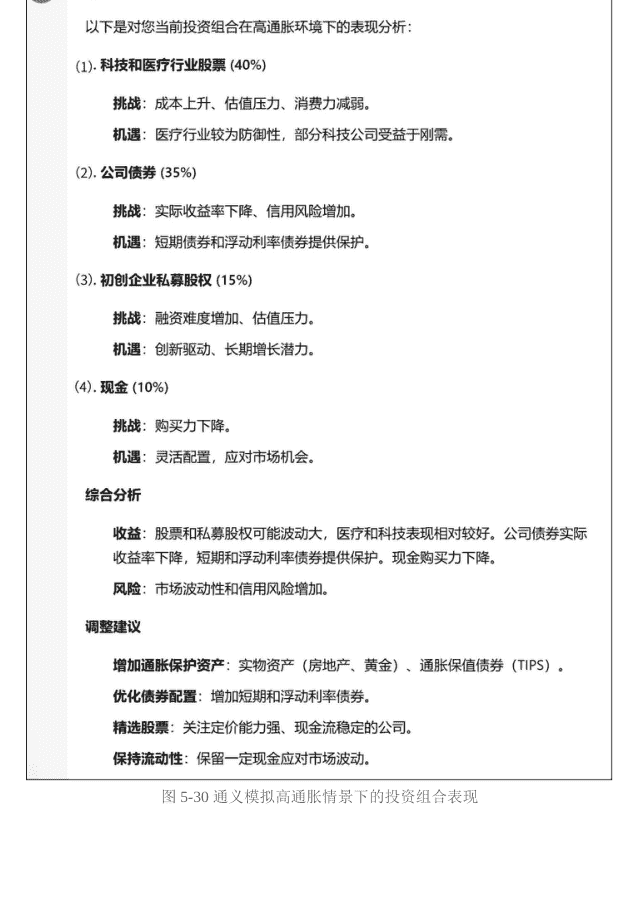 以下是对您当前投资组合在高通胀环境下的表现分析：
（1）. 科技和医疗行业股票 (40%)
挑战：成本上升、估值压力、消费力减弱。
机遇：医疗行业较为防御性，部分科技公司受益于刚需。
（2）. 公司债券 (35%)
挑战：实际收益率下降、信用风险增加。
机遇：短期债券和浮动利率债券提供保护。
（3）. 初创企业私募股权 (15%)
挑战：融资难度增加、估值压力。
机遇：创新驱动、长期增长潜力。
（4）. 现金 (10%)
挑战：购买力下降。
机遇：灵活配置，应对市场机会。
综合分析
收益：股票和私募股权可能波动大，医疗和科技表现相对较好。公司债券实际
收益率下降，短期和浮动利率债券提供保护。现金购买力下降。
风险：市场波动性和信用风险增加。
调整建议
增加通胀保护资产：实物资产（房地产、黄金）、通胀保值债券（TIPS）。
优化债券配置：增加短期和浮动利率债券。
精选股票：关注定价能力强、现金流稳定的公司。
保持流动性：保留一定现金应对市场波动。
图 5-30 通义模拟高通胀情景下的投资组合表现